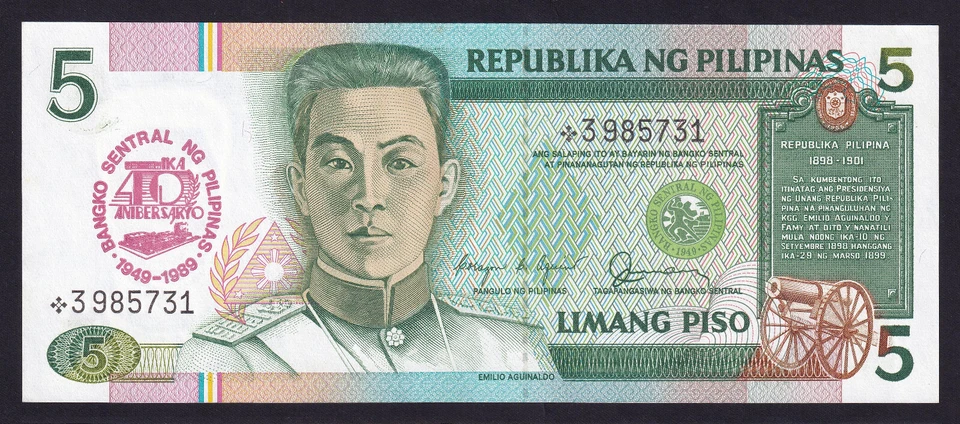 5
REPUBLIKA NG PILIPINAS
5
BANGKO SENTRAL NG PILIPINAS
IKA
40
ANIBERSARYO
1949-1989
3985731
3985731
ANG SALAPING ITO AY BAYARIN NG BANGKO SENTRAL
AT PINANANAGUTAN NG REPUBLIKA NG PILIPINAS
BANGKO SENTRAL NG PILIPINAS
1949
PANGULO NG PILIPINAS
TAGAPANGASIWA NG BANGKO SENTRAL
LIMANG PISO
REPUBLIKA PILIPINA
1898-1901
SA KUMBENTONG ITO
ITINATAG ANG PRESIDENSIYA
NG UNANG REPUBLIKA PILI-
PINA NA PINANGULUHAN NG
KGG. EMILIO AGUINALDO Y
FAMY AT DITO Y NANATILI
MULA NOONG IKA-10 NG
SETYEMBRE 1898 HANGGANG
IKA-29 NG MARSO 1899
5
EMILIO AGUINALDO
5